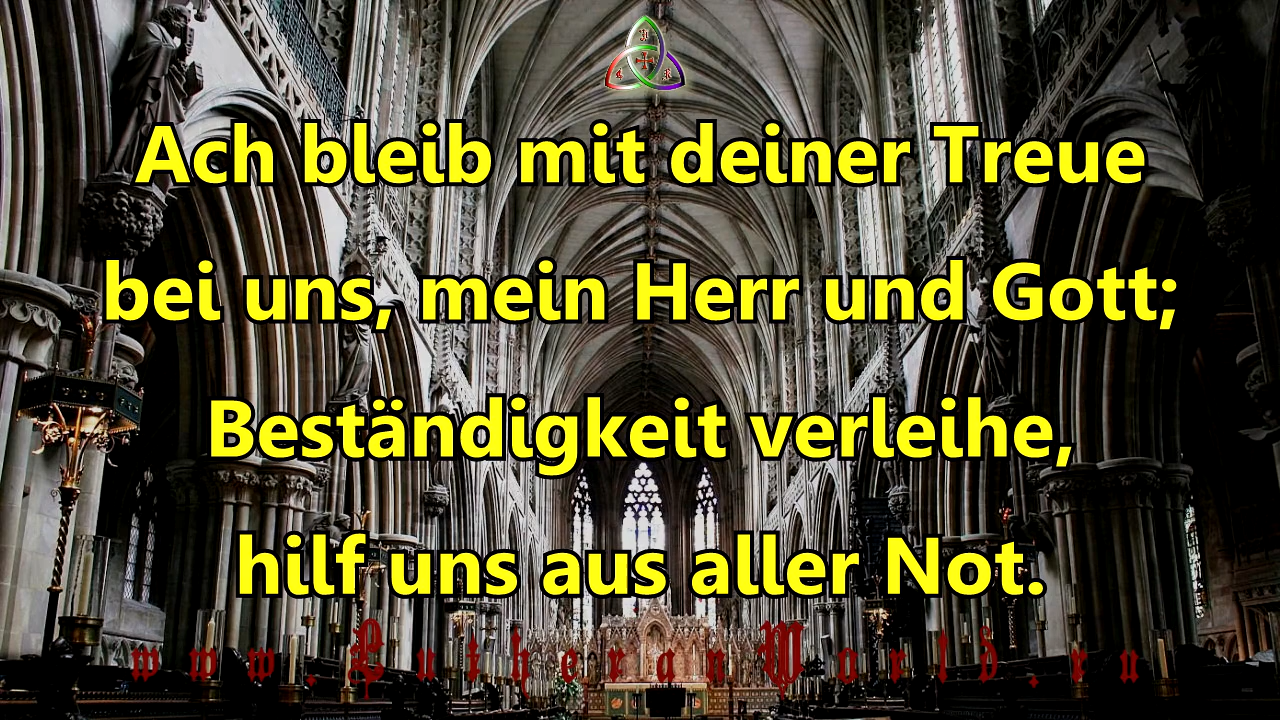 Ach bleib mit deiner Treue
bei uns, mein Herr und Gott;
Beständigkeit verleihe,
hilf uns aus aller Not.
www.LutheranWorld.ru